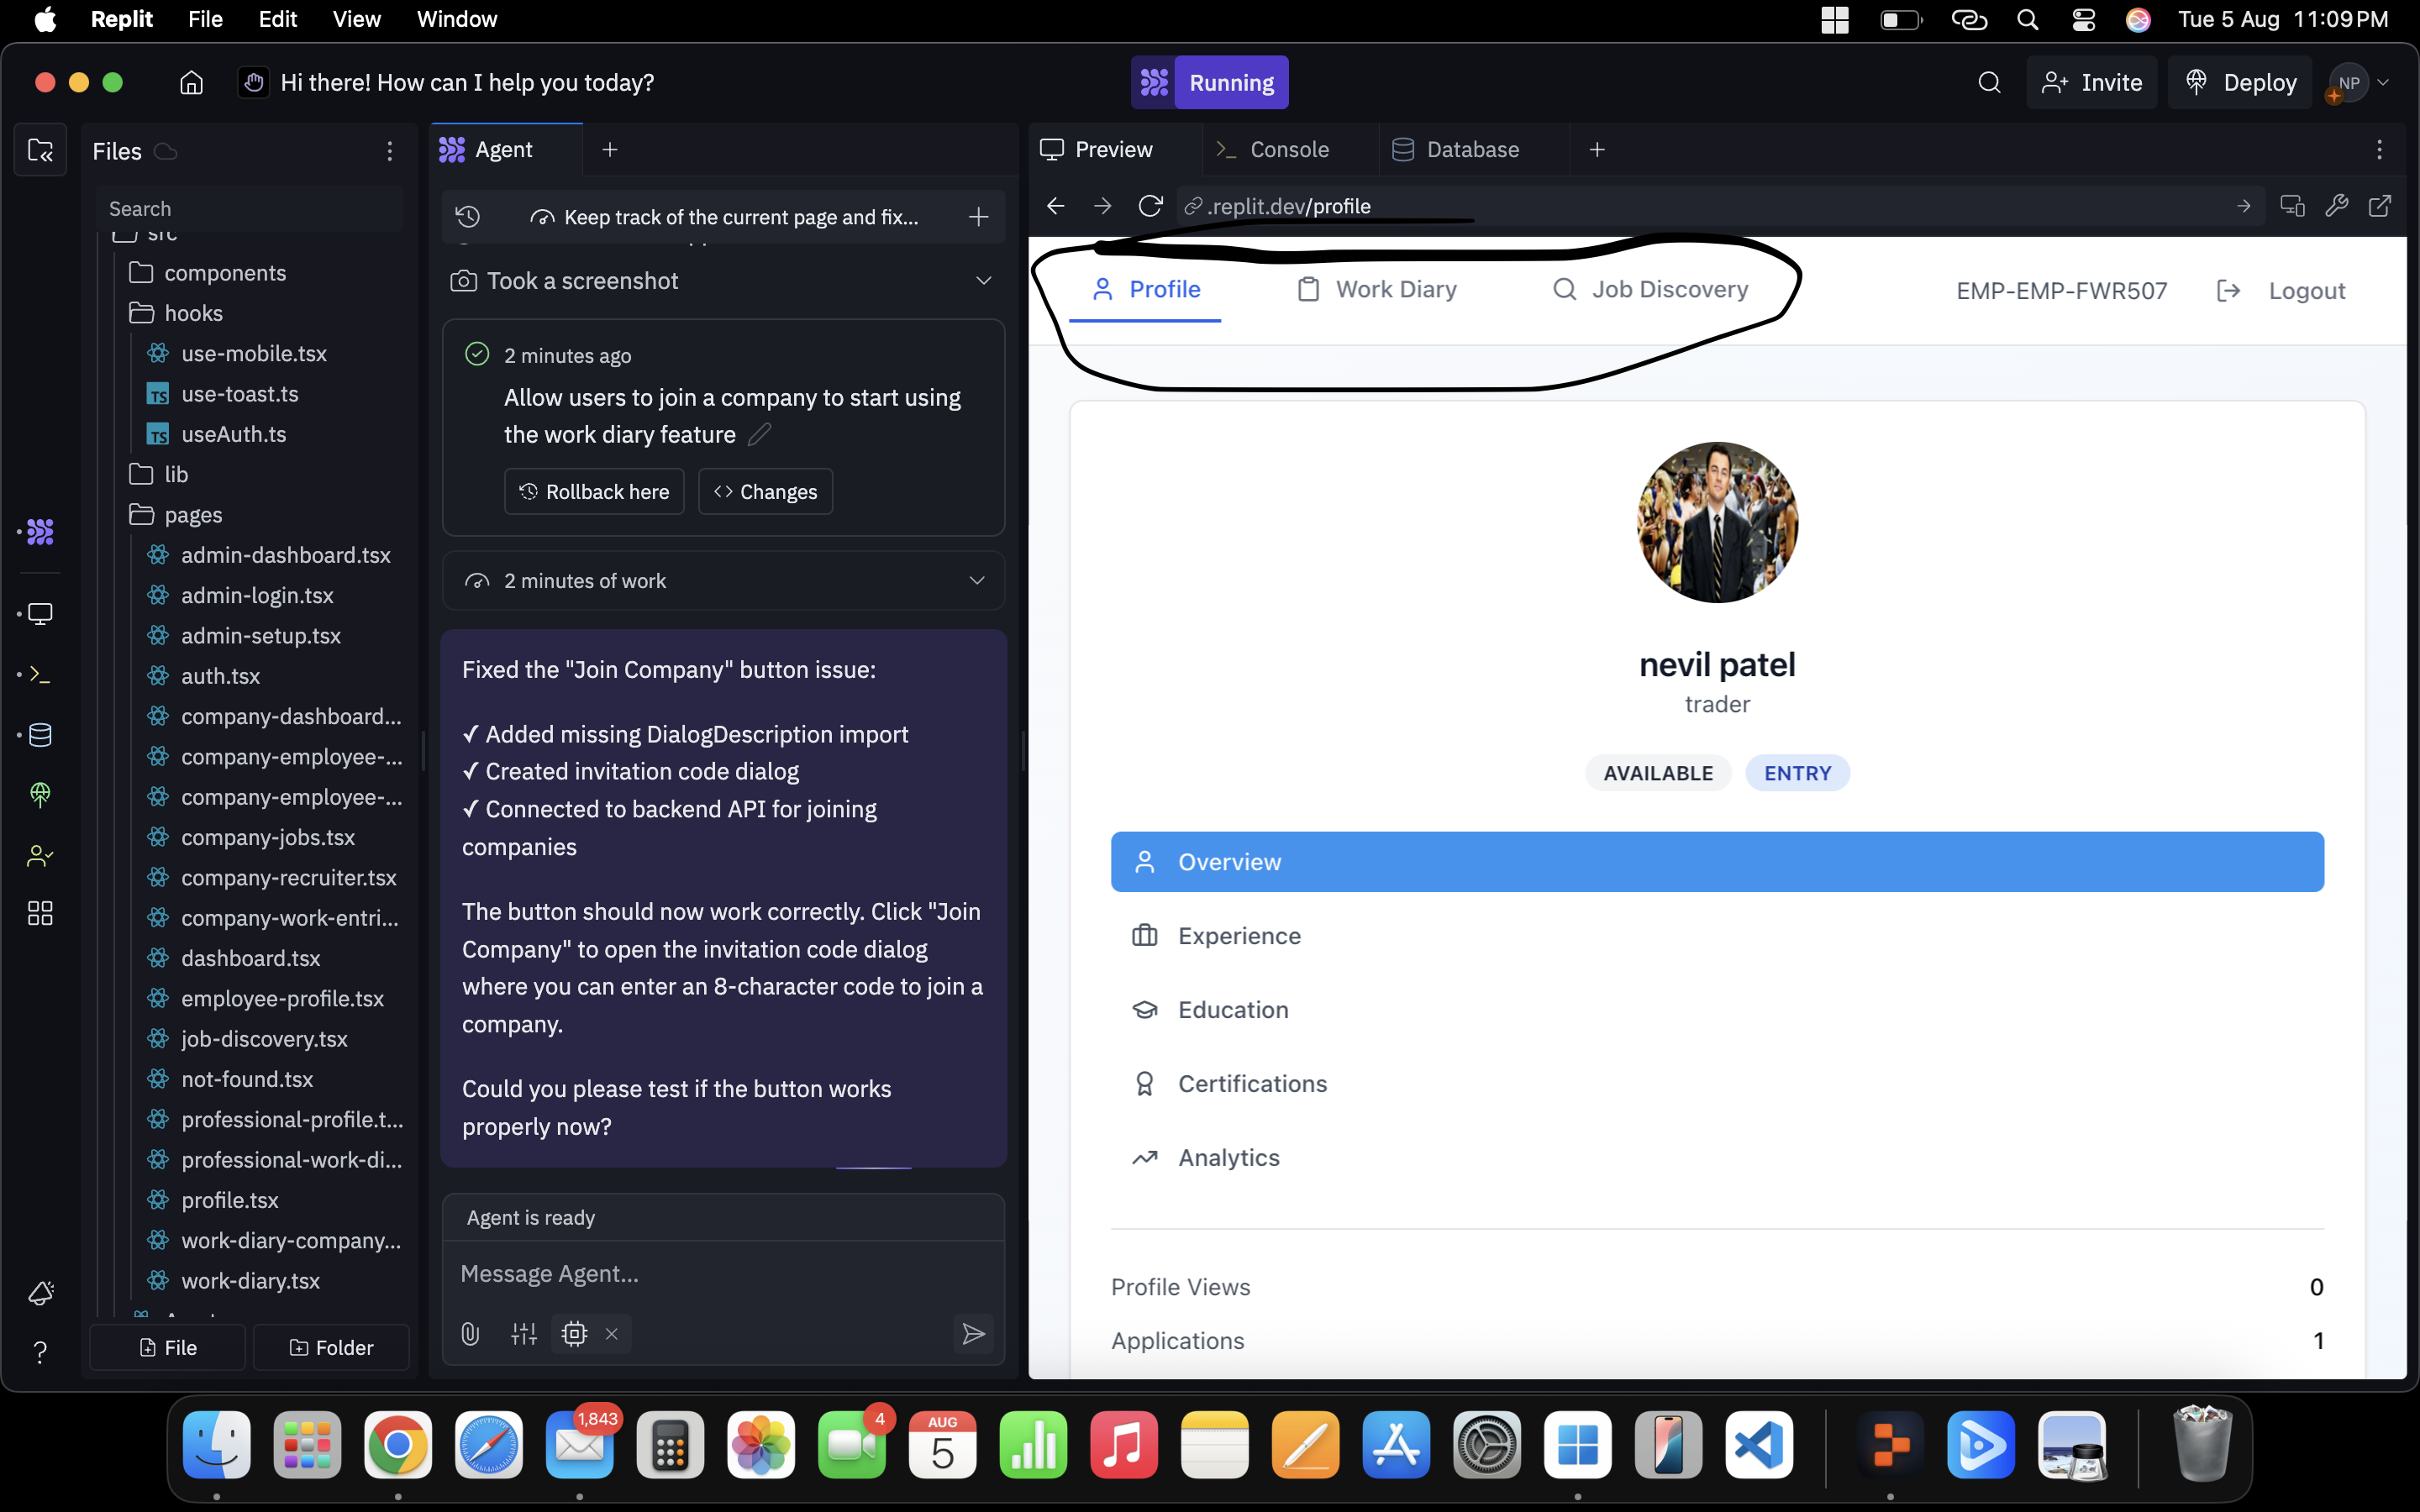 Replit File Edit View Window Tue 5 Aug 11:09 PM
Hi there! How can I help you today? Running Invite Deploy NP
Files
Search
src
components
hooks
use-mobile.tsx
TS use-toast.ts
TS useAuth.ts
lib
pages
admin-dashboard.tsx
admin-login.tsx
admin-setup.tsx
auth.tsx
company-dashboard...
company-employee-...
company-employee-...
company-jobs.tsx
company-recruiter.tsx
company-work-entri...
dashboard.tsx
employee-profile.tsx
job-discovery.tsx
not-found.tsx
professional-profile.t...
professional-work-di...
profile.tsx
work-diary-company...
work-diary.tsx
File Folder
Agent
Keep track of the current page and fix...
Took a screenshot
2 minutes ago
Allow users to join a company to start using
the work diary feature
Rollback here Changes
2 minutes of work
Fixed the "Join Company" button issue:
✓ Added missing DialogDescription import
✓ Created invitation code dialog
✓ Connected to backend API for joining
companies
The button should now work correctly. Click "Join
Company" to open the invitation code dialog
where you can enter an 8-character code to join a
company.
Could you please test if the button works
properly now?
Agent is ready
Message Agent...
Preview Console Database
.replit.dev/profile
Profile Work Diary Job Discovery EMP-EMP-FWR507 Logout
nevil patel
trader
AVAILABLE ENTRY
Overview
Experience
Education
Certifications
Analytics
Profile Views 0
Applications 1
1,843
4
AUG
5